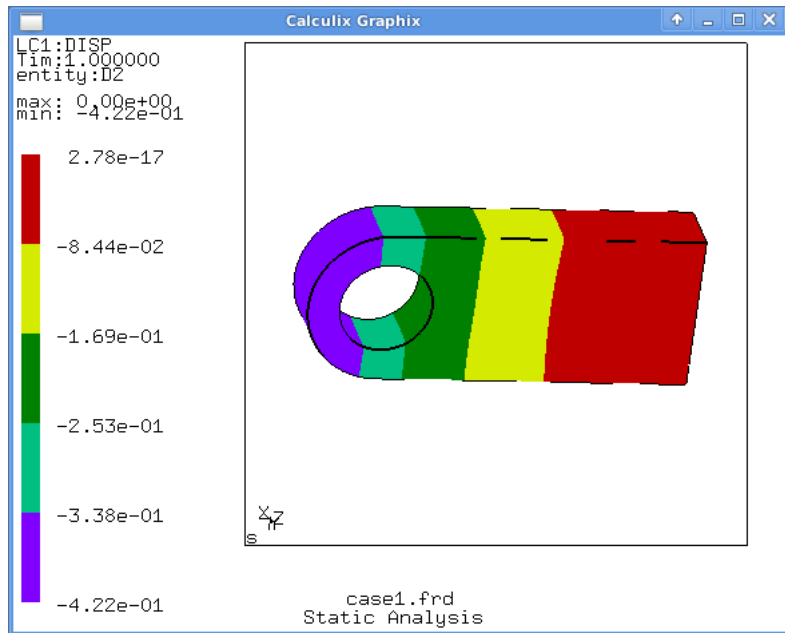 Calculix Graphix
LC1:DISP
Tim:1.000000
entity:D2
max: 0.00e+00
min: -4.22e-01
2.78e-17
-8.44e-02
-1.69e-01
-2.53e-01
-3.38e-01
-4.22e-01
s
case1.frd
Static Analysis